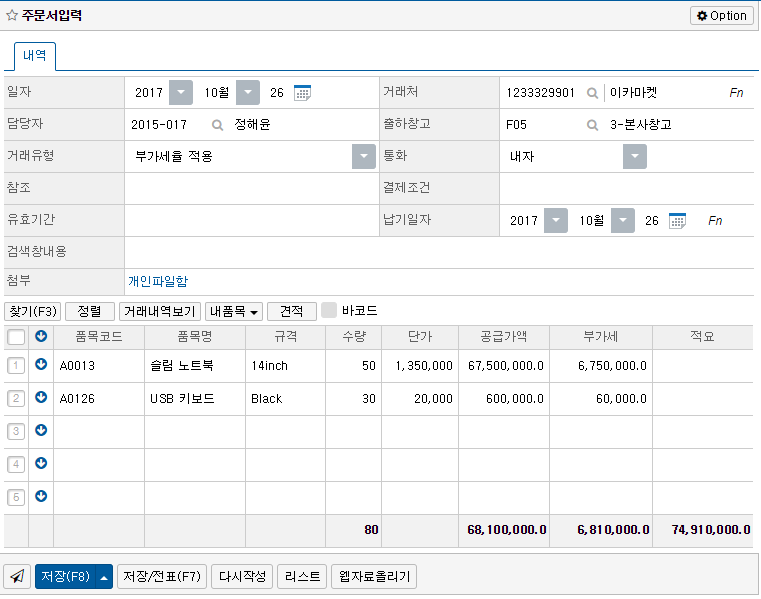 주문서입력 Option
내역
일자 2017 10월 26 거래처 1233329901 이카마켓 Fn
담당자 2015-017 정해윤 출하창고 F05 3-본사창고
거래유형 부가세율 적용 통화 내자
참조 결제조건
유효기간 납기일자 2017 10월 26 Fn
검색창내용
첨부 개인파일함
찾기(F3) 정렬 거래내역보기 내품목 견적 바코드
품목코드 품목명 규격 수량 단가 공급가액 부가세 적요
1 A0013 슬림 노트북 14inch 50 1,350,000 67,500,000.0 6,750,000.0
2 A0126 USB 키보드 Black 30 20,000 600,000.0 60,000.0
3
4
5
80 68,100,000.0 6,810,000.0 74,910,000.0
저장(F8) 저장/전표(F7) 다시작성 리스트 웹자료올리기